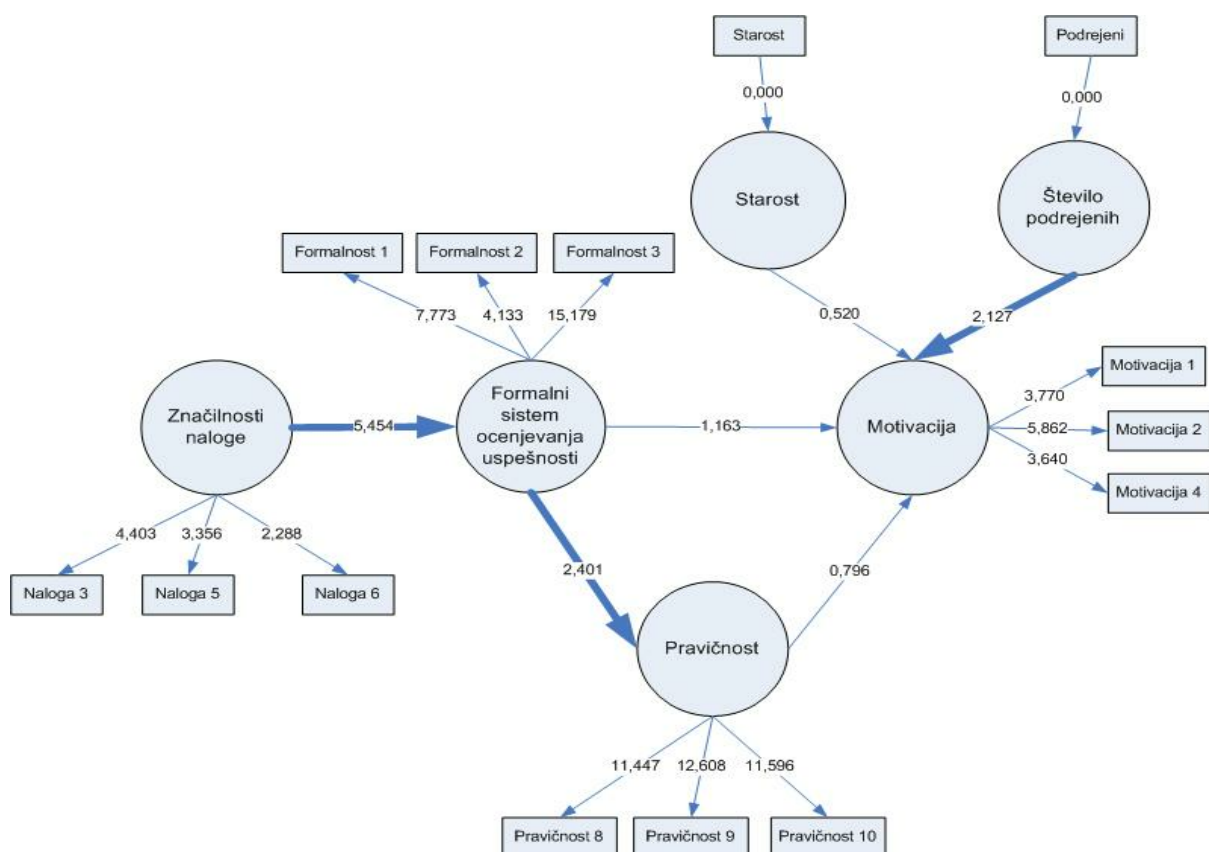 Starost
Podrejeni
0,000
0,000
Starost
Število
podrejenih
Formalnost 1
Formalnost 2
Formalnost 3
7,773
4,133
15,179
0,520
2,127
Značilnosti
naloge
5,454
Formalni
sistem
ocenjevanja
uspešnosti
1,163
Motivacija
3,770
5,862
3,640
Motivacija 1
Motivacija 2
Motivacija 4
4,403
3,356
2,288
Naloga 3
Naloga 5
Naloga 6
2,401
0,796
Pravičnost
11,447
12,608
11,596
Pravičnost 8
Pravičnost 9
Pravičnost 10